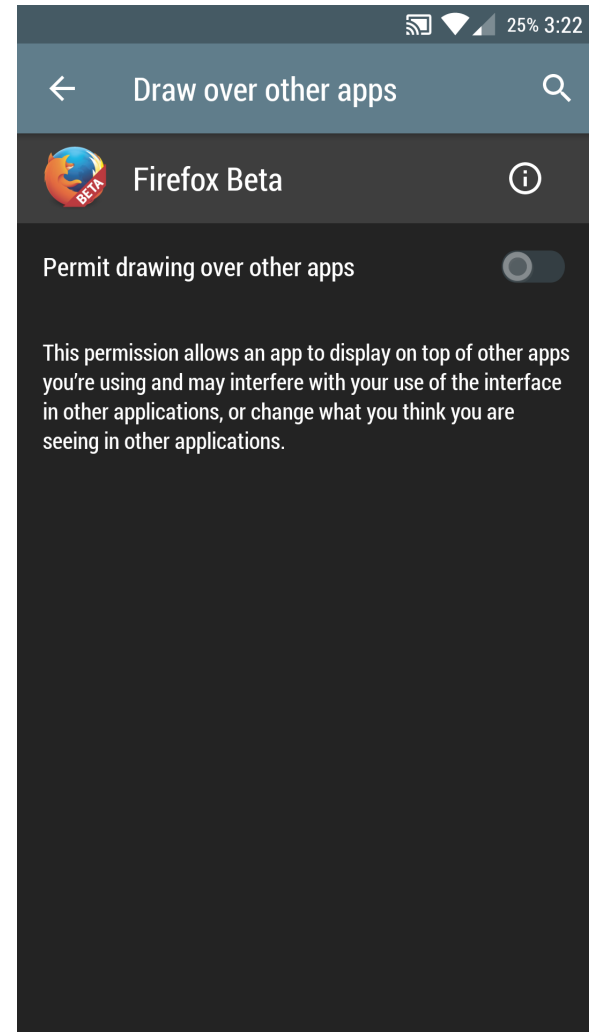 25% 3:22
Draw over other apps
BETA
Firefox Beta
Permit drawing over other apps
This permission allows an app to display on top of other apps
you're using and may interfere with your use of the interface
in other applications, or change what you think you are
seeing in other applications.